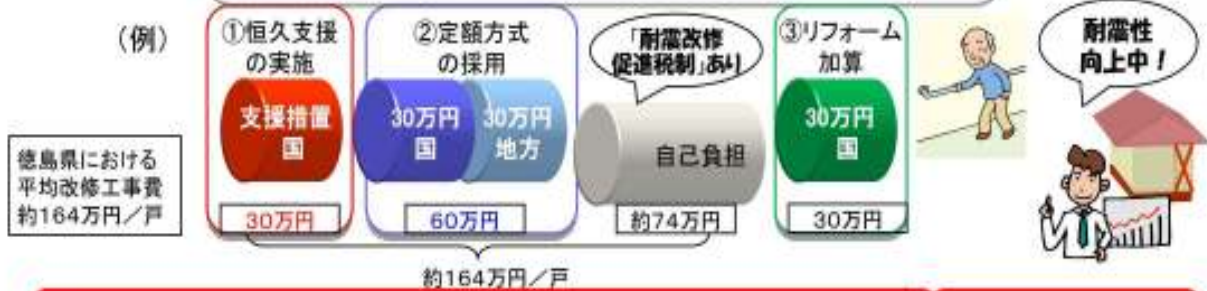 (例)
①恒久支援
の実施
支援措置
国
30万円
②定額方式
の採用
30万円
国
30万円
地方
60万円
「耐震改修
促進税制」あり
自己負担
約74万円
③リフォーム
加算
30万円
国
30万円
耐震性
向上中!
徳島県における
平均改修工事費
約164万円/戸
約164万円/戸